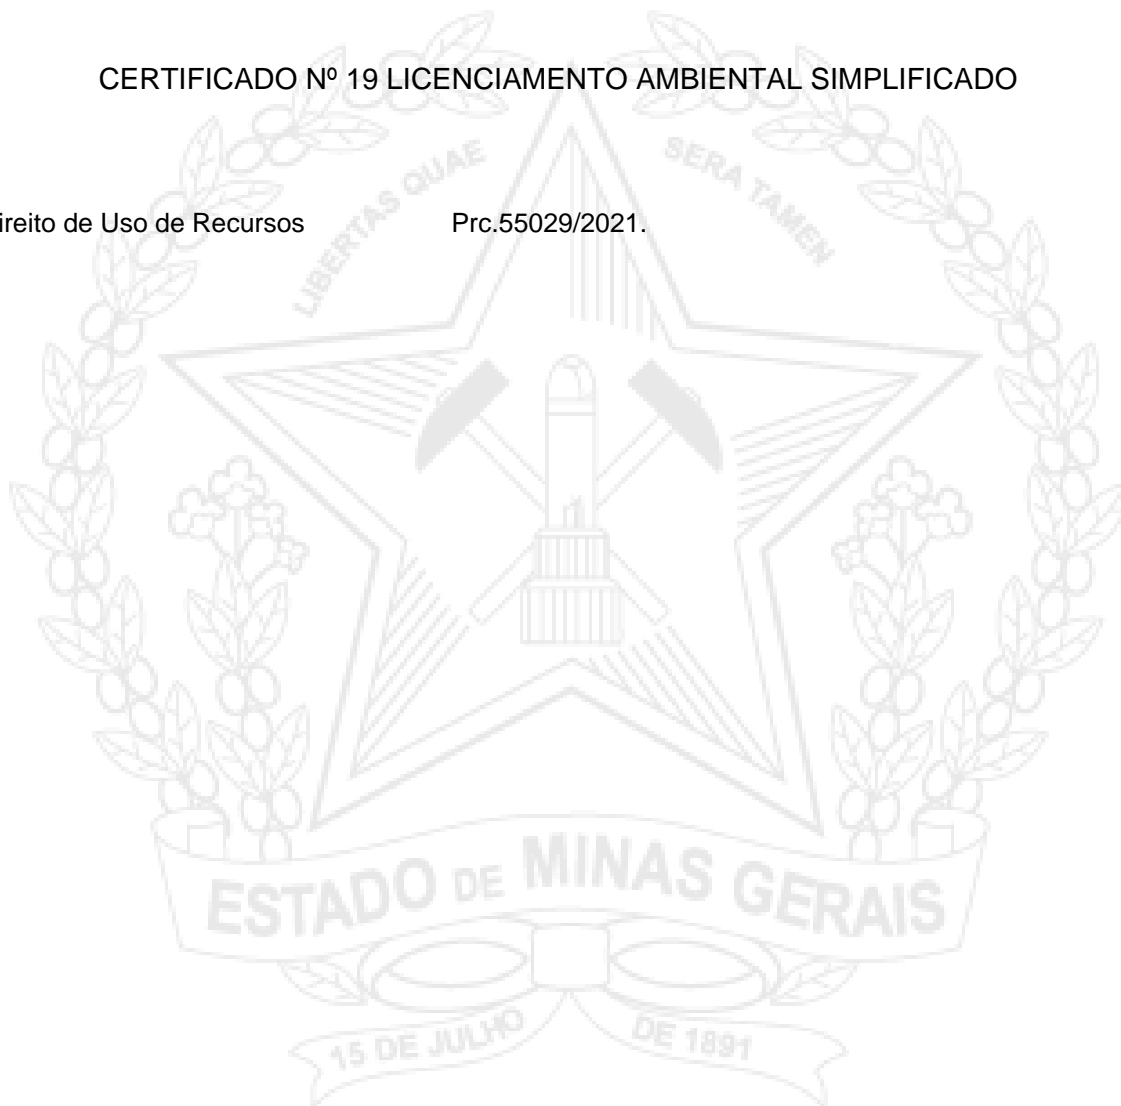 CERTIFICADO Nº 19 LICENCIAMENTO AMBIENTAL SIMPLIFICADO
LIBERTAS QUAE SERA TAMEN
ireito de Uso de Recursos Prc.55029/2021.
ESTADO DE MINAS GERAIS
15 DE JULHO DE 1891